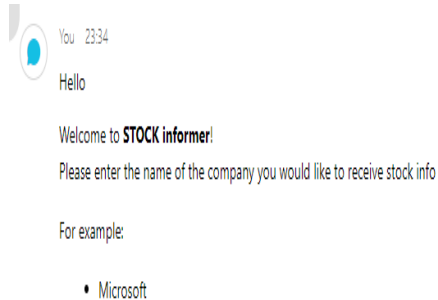 You 23:34
Hello
Welcome to STOCK informer!
Please enter the name of the company you would like to receive stock info
For example:
• Microsoft